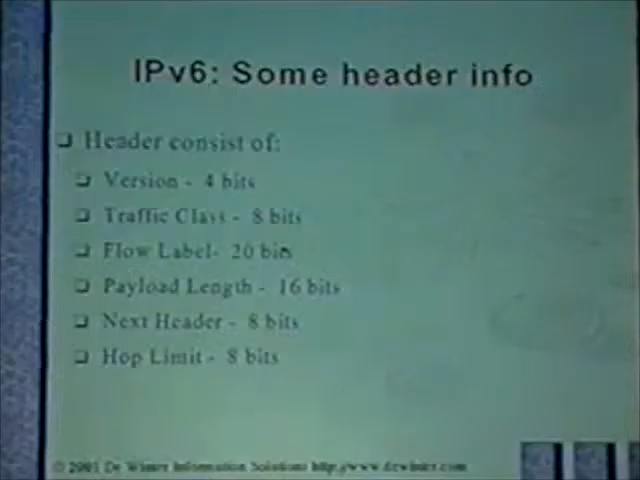 IPv6: Some header info
Header consist of:
Version - 4 bits
Traffic Class - 8 bits
Flow Label- 20 bits
Payload Length - 16 bits
Next Header - 8 bits
Hop Limit - 8 bits
© 2001 De Winter Information Solutions http://www.dewinter.com